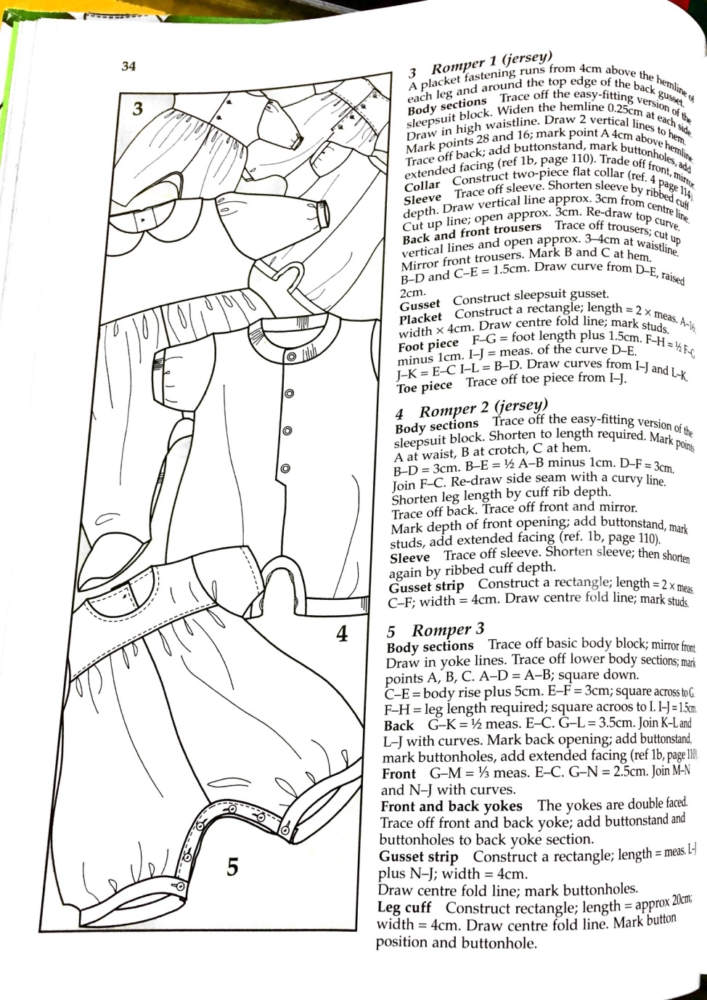 34
3
4
5
3 Romper 1 (jersey)
A placket fastening runs from 4cm above the hemline of
each leg and around the top edge of the back gusset.
Body sections Trace off the easy-fitting version of the
sleepsuit block. Widen the hemline 0.25cm at each side.
Draw in high waistline. Draw 2 vertical lines to hem.
Mark points 28 and 16; mark point A 4cm above hemline
Trace off back; add buttonstand, mark buttonholes, add
extended facing (ref 1b, page 110). Trade off front, mirror.
Collar Construct two-piece flat collar (ref. 4 page 114)
Sleeve Trace off sleeve. Shorten sleeve by ribbed cuff
depth. Draw vertical line approx. 3cm from centre line.
Cut up line; open approx. 3cm. Re-draw top curve.
Back and front trousers Trace off trousers; cut up
vertical lines and open approx. 3–4cm at waistline.
Mirror front trousers. Mark B and C at hem.
B–D and C–E = 1.5cm. Draw curve from D–E, raised
2cm.
Gusset Construct sleepsuit gusset.
Placket Construct a rectangle; length = 2 × meas. A–16;
width × 4cm. Draw centre fold line; mark studs.
Foot piece F–G = foot length plus 1.5cm. F–H = ½ F–G
minus 1cm. I–J = meas. of the curve D–E.
J–K = E–C I–L = B–D. Draw curves from I–J and L–K.
Toe piece Trace off toe piece from I–J.
4 Romper 2 (jersey)
Body sections Trace off the easy-fitting version of the
sleepsuit block. Shorten to length required. Mark points
A at waist, B at crotch, C at hem.
B–D = 3cm. B–E = ½ A–B minus 1cm. D–F = 3cm.
Join F–C. Re-draw side seam with a curvy line.
Shorten leg length by cuff rib depth.
Trace off back. Trace off front and mirror.
Mark depth of front opening; add buttonstand, mark
studs, add extended facing (ref. 1b, page 110).
Sleeve Trace off sleeve. Shorten sleeve; then shorten
again by ribbed cuff depth.
Gusset strip Construct a rectangle; length = 2 × meas.
C–F; width = 4cm. Draw centre fold line; mark studs.
5 Romper 3
Body sections Trace off basic body block; mirror front
Draw in yoke lines. Trace off lower body sections; mark
points A, B, C. A–D = A–B; square down.
C–E = body rise plus 5cm. E–F = 3cm; square across to G.
F–H = leg length required; square acroos to I. I–J = 1.5cm.
Back G–K = ½ meas. E–C. G–L = 3.5cm. Join K–L and
L–J with curves. Mark back opening; add buttonstand,
mark buttonholes, add extended facing (ref 1b, page 110)
Front G–M = ⅓ meas. E–C. G–N = 2.5cm. Join M–N
and N–J with curves.
Front and back yokes The yokes are double faced.
Trace off front and back yoke; add buttonstand and
buttonholes to back yoke section.
Gusset strip Construct a rectangle; length = meas. L–J
plus N–J; width = 4cm.
Draw centre fold line; mark buttonholes.
Leg cuff Construct rectangle; length = approx 20cm;
width = 4cm. Draw centre fold line. Mark button
position and buttonhole.